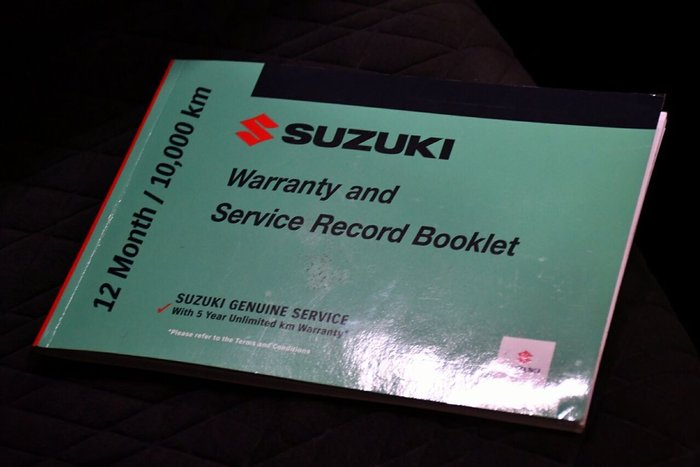 12 Month / 10,000 km
SUZUKI
Warranty and
Service Record Booklet
SUZUKI GENUINE SERVICE
With 5 Year Unlimited km Warranty*
*Please refer to the Terms and Conditions